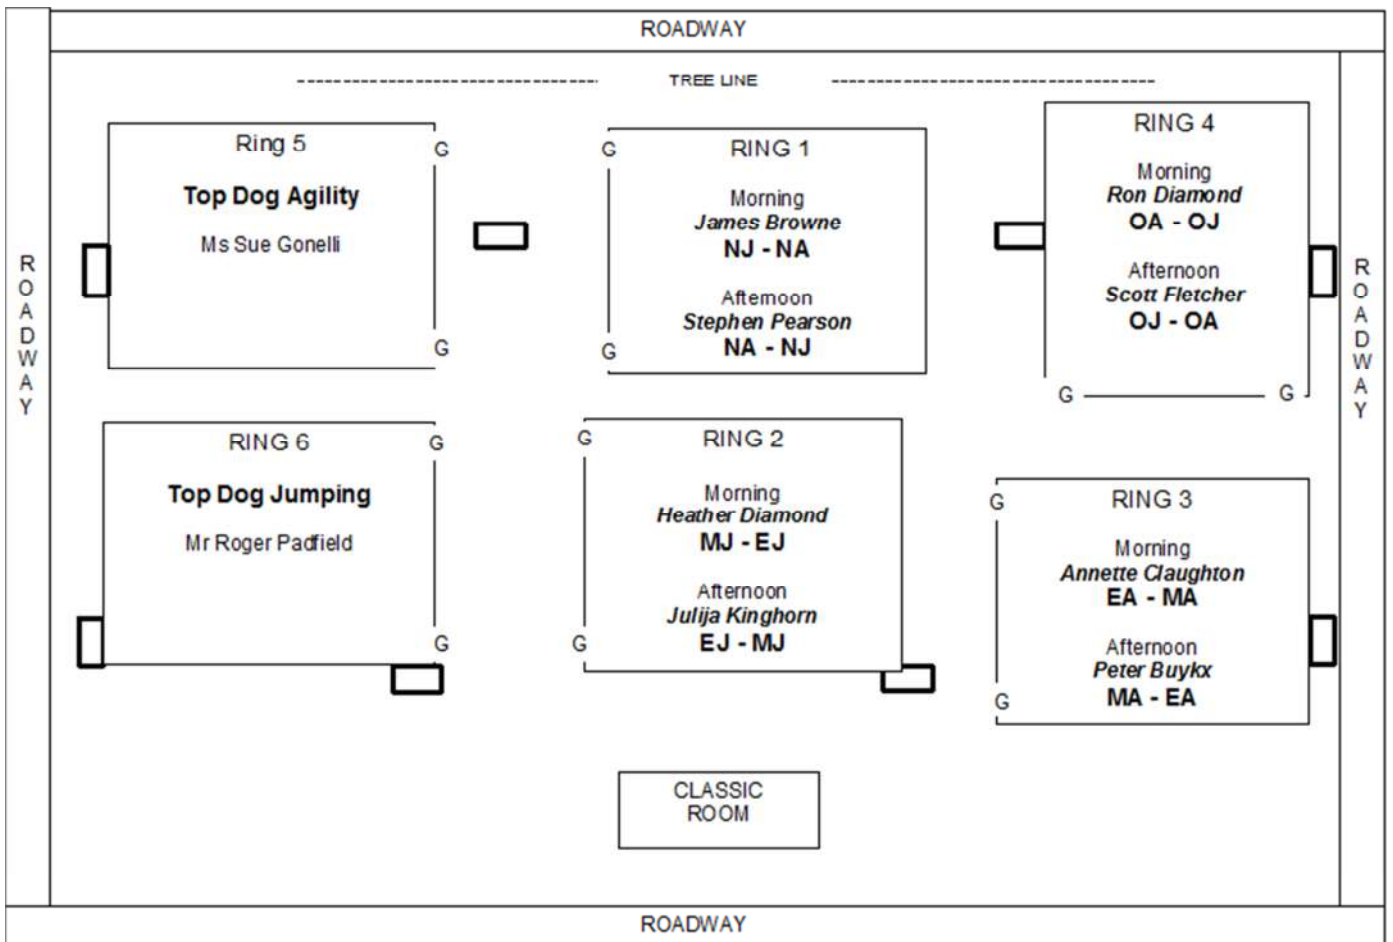 ROADWAY
TREE LINE
ROADWAY
Ring 5
G
Top Dog Agility
Ms Sue Gonelli
G
G
RING 1
Morning
James Browne
NJ - NA
Afternoon
Stephen Pearson
NA - NJ
G
RING 4
Morning
Ron Diamond
OA - OJ
Afternoon
Scott Fletcher
OJ - OA
G
G
ROADWAY
RING 6
G
Top Dog Jumping
Mr Roger Padfield
G
G
RING 2
Morning
Heather Diamond
MJ - EJ
Afternoon
Julija Kinghorn
EJ - MJ
G
G
RING 3
Morning
Annette Claughton
EA - MA
Afternoon
Peter Buykx
MA - EA
G
CLASSIC
ROOM
ROADWAY